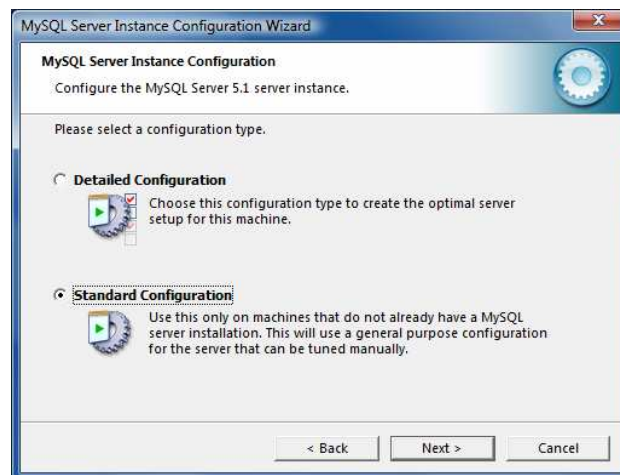 MySQL Server Instance Configuration Wizard
MySQL Server Instance Configuration
Configure the MySQL Server 5.1 server instance.
Please select a configuration type.
Detailed Configuration
Choose this configuration type to create the optimal server
setup for this machine.
Standard Configuration
Use this only on machines that do not already have a MySQL
server installation. This will use a general purpose configuration
for the server that can be tuned manually.
< Back
Next >
Cancel